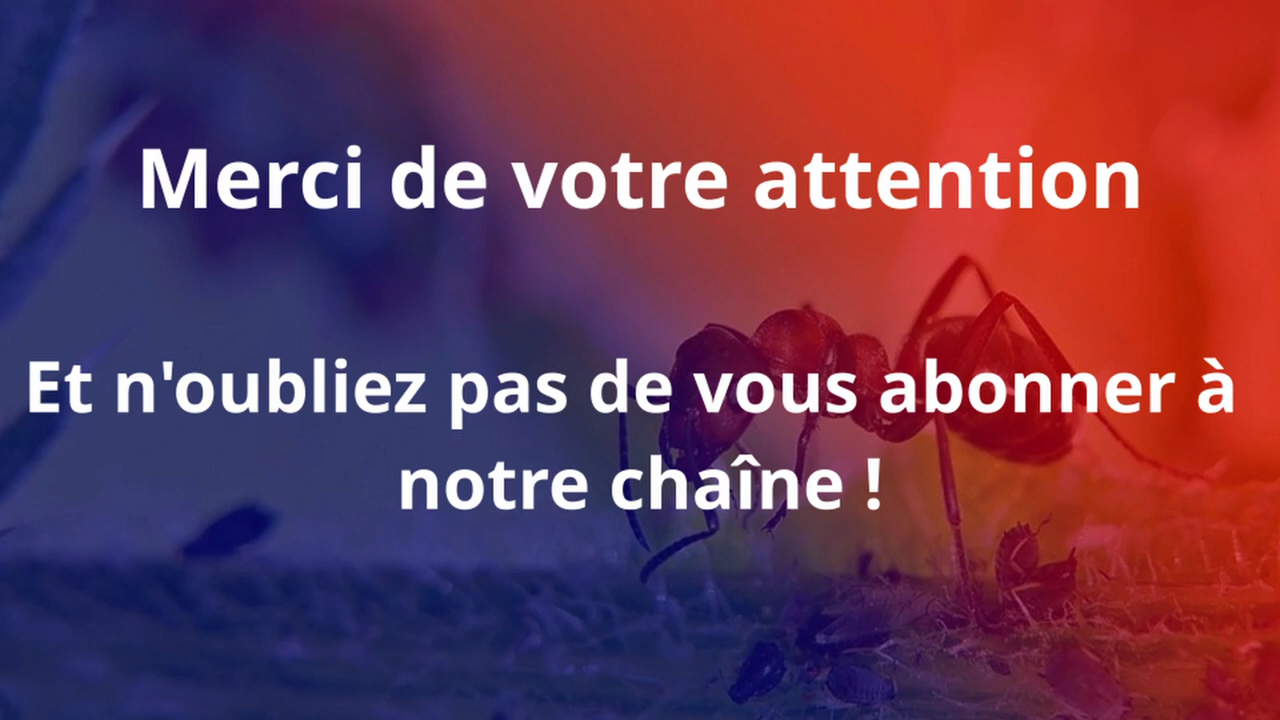 Merci de votre attention
Et n'oubliez pas de vous abonner à
notre chaîne !